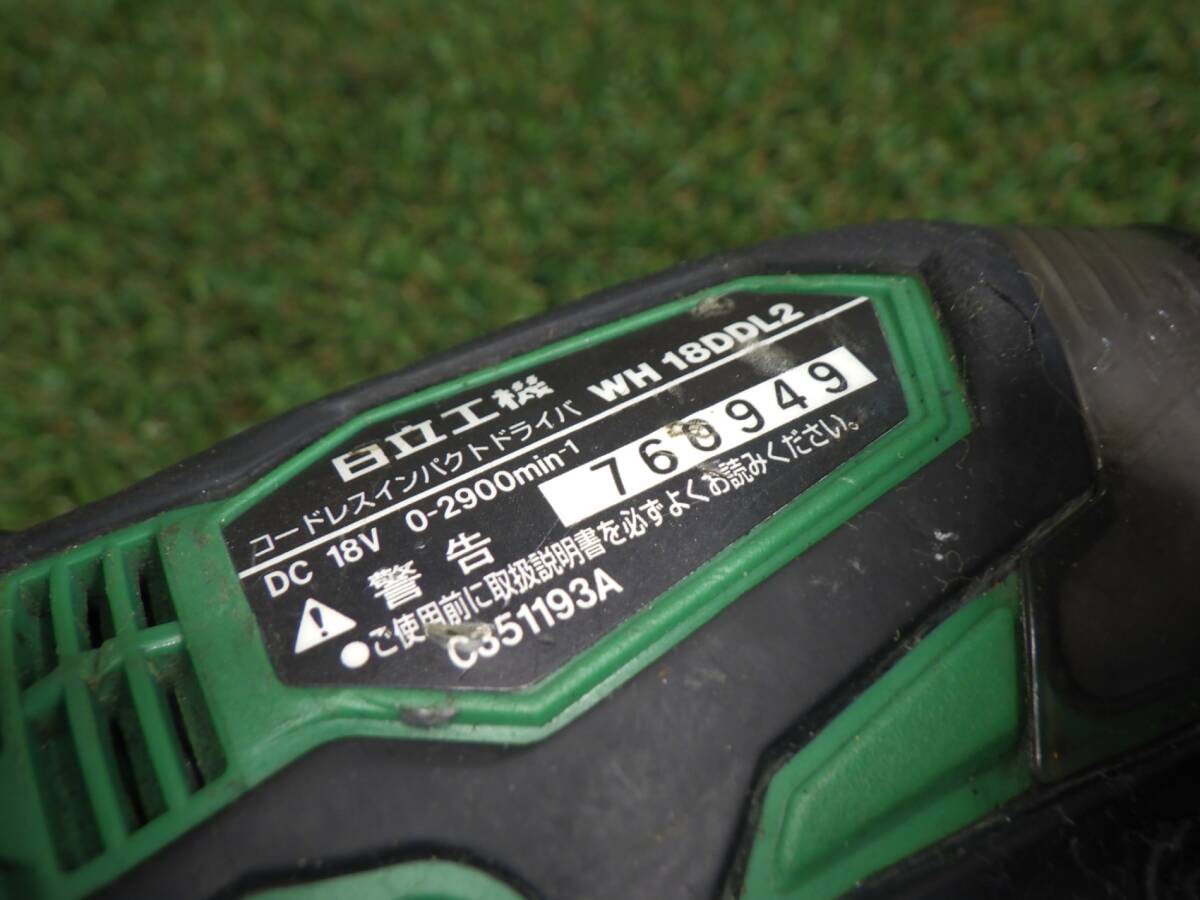 日立工機
コードレスインパクトドライバ WH 18DDL2
DC 18V 0-2900min-1
760949
警告
●ご使用前に取扱説明書を必ずよくお読みください。
C351193A